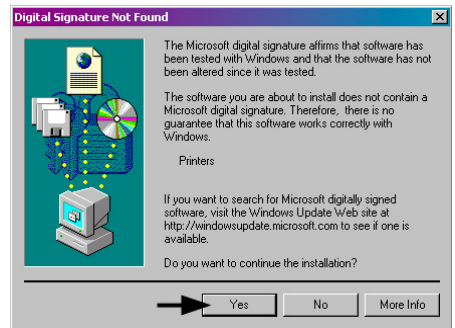 Digital Signature Not Found
The Microsoft digital signature affirms that software has
been tested with Windows and that the software has not
been altered since it was tested.
The software you are about to install does not contain a
Microsoft digital signature. Therefore, there is no
guarantee that this software works correctly with
Windows.
Printers
If you want to search for Microsoft digitally signed
software, visit the Windows Update Web site at
http://windowsupdate.microsoft.com to see if one is
available.
Do you want to continue the installation?
Yes No More Info